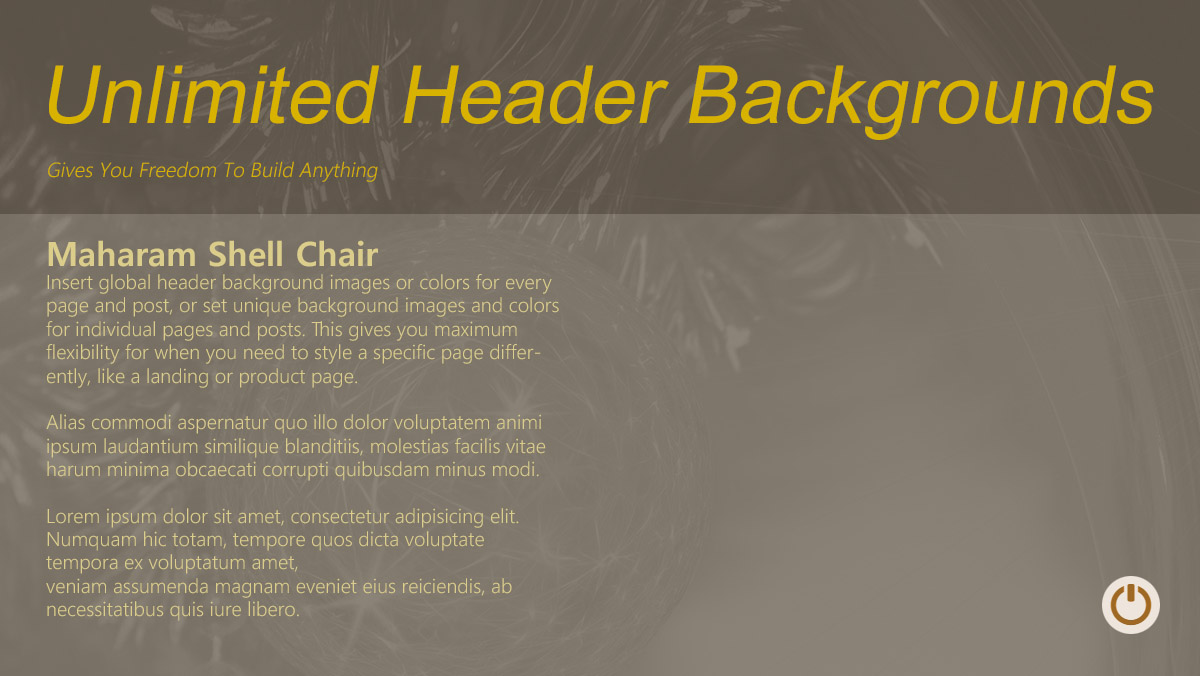 Unlimited Header Backgrounds
Gives You Freedom To Build Anything
Maharam Shell Chair
Insert global header background images or colors for every
page and post, or set unique background images and colors
for individual pages and posts. This gives you maximum
flexibility for when you need to style a specific page differ-
ently, like a landing or product page.
Alias commodi aspernatur quo illo dolor voluptatem animi
ipsum laudantium similique blanditiis, molestias facilis vitae
harum minima obcaecati corrupti quibusdam minus modi.
Lorem ipsum dolor sit amet, consectetur adipisicing elit.
Numquam hic totam, tempore quos dicta voluptate
tempora ex voluptatum amet,
veniam assumenda magnam eveniet eius reiciendis, ab
necessitatibus quis iure libero.